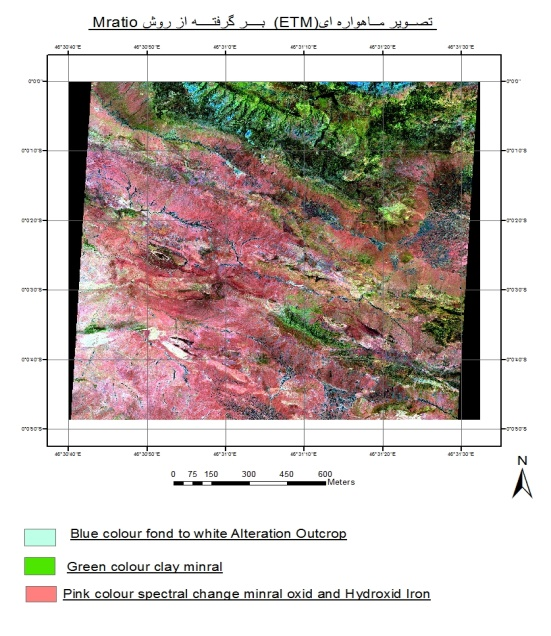 تصویر ماهواره ای(ETM) بر گرفته از روش Mratio
46°30'40"E 46°30'50"E 46°31'0"E 46°31'10"E 46°31'20"E 46°31'30"E
0°0'0" 0°0'0"
0°0'10"S 0°0'10"S
0°0'20"S 0°0'20"S
0°0'30"S 0°0'30"S
0°0'40"S 0°0'40"S
0°0'50"S 0°0'50"S
46°30'40"E 46°30'50"E 46°31'0"E 46°31'10"E 46°31'20"E 46°31'30"E
N
0 75 150 300 450 600
Meters
Blue colour fond to white Alteration Outcrop
Green colour clay minral
Pink colour spectral change minral oxid and Hydroxid Iron